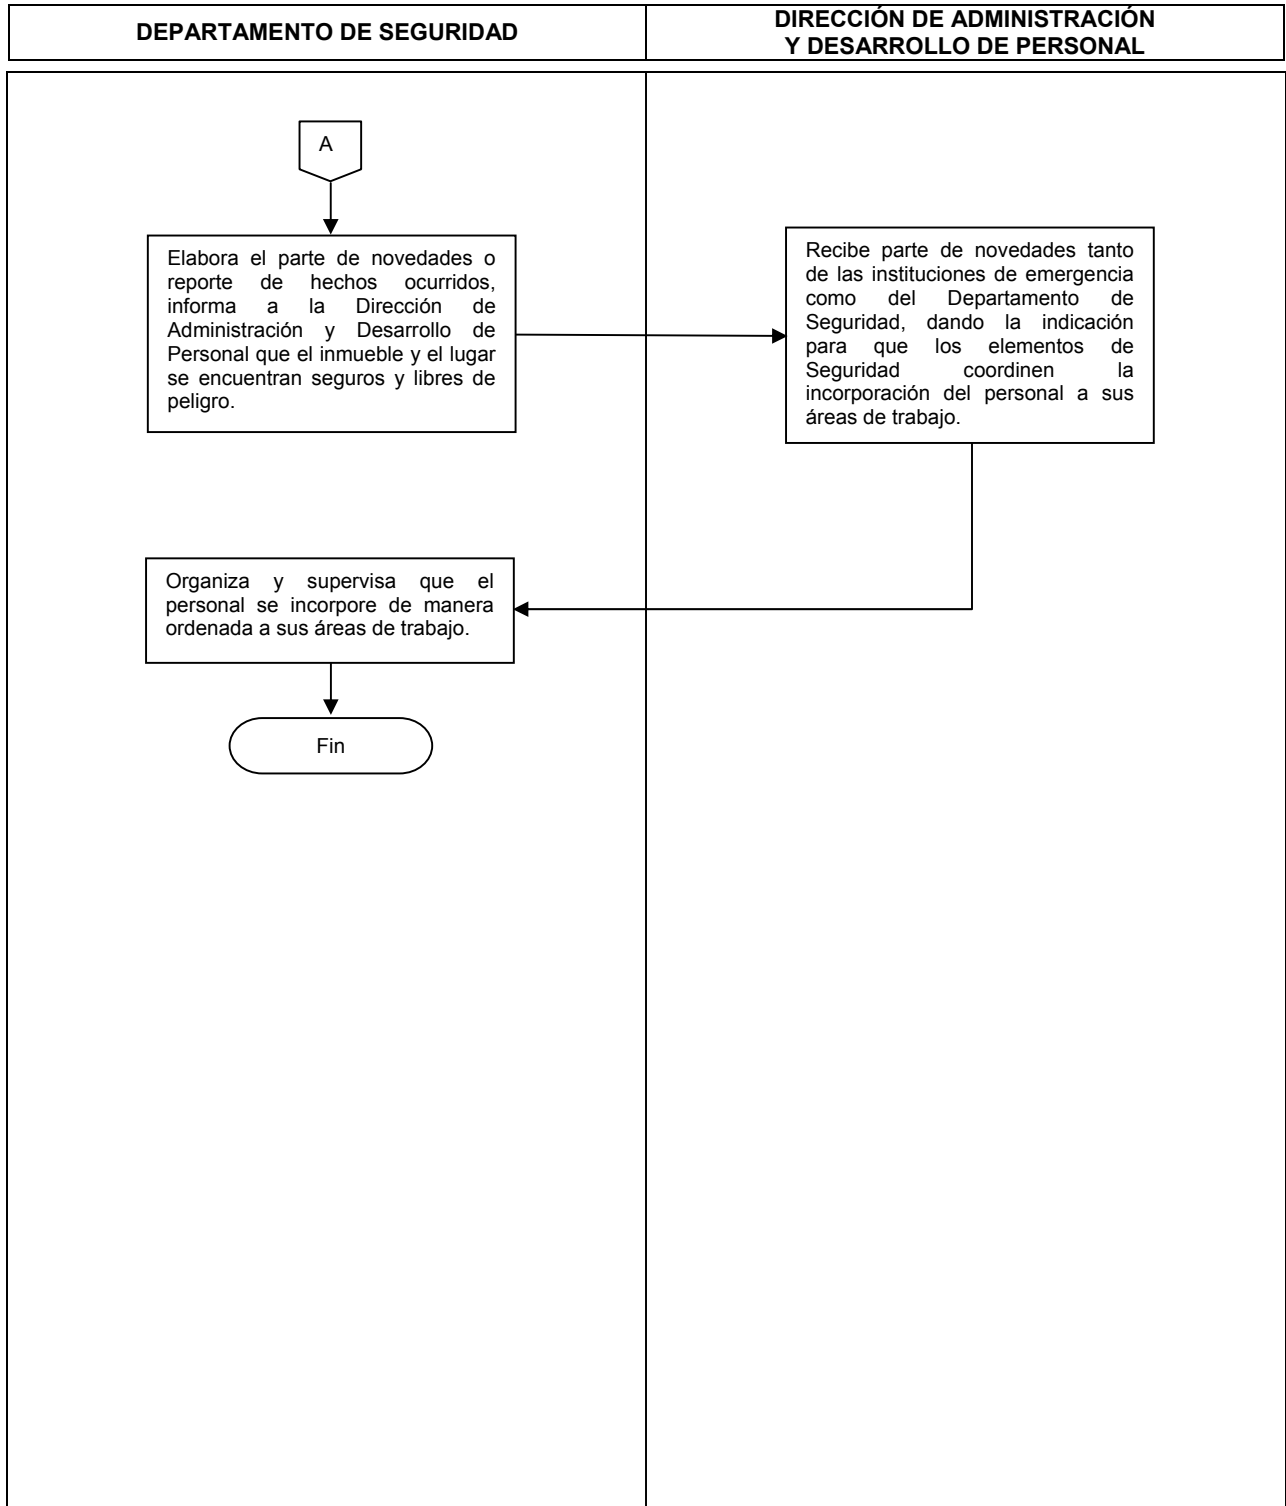 DEPARTAMENTO DE SEGURIDAD
DIRECCIÓN DE ADMINISTRACIÓN
Y DESARROLLO DE PERSONAL
A
Elabora el parte de novedades o
reporte de hechos ocurridos,
informa a la Dirección de
Administración y Desarrollo de
Personal que el inmueble y el lugar
se encuentran seguros y libres de
peligro.
Recibe parte de novedades tanto
de las instituciones de emergencia
como del Departamento de
Seguridad, dando la indicación
para que los elementos de
Seguridad coordinen la
incorporación del personal a sus
áreas de trabajo.
Organiza y supervisa que el
personal se incorpore de manera
ordenada a sus áreas de trabajo.
Fin